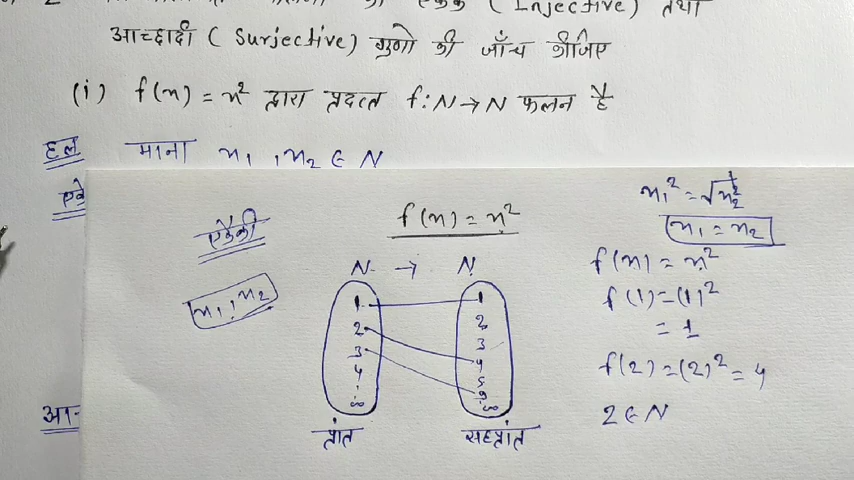 (Injective) तथा
आच्छादी (Surjective) गुणो की जाँच कीजिए
(i) f(x) = x² द्वारा प्रदत्त f: N → N फलन है
हल माना x₁, x₂ ∈ N
एकैकी
x₁, x₂
f(x) = x²
N → N
1 1
2 2
3 3
4 4
5
9
∞ ∞
प्रांत सहप्रांत
x₁² = √x₂²
x₁ = x₂
f(x) = x²
f(1) = (1)²
= 1
f(2) = (2)² = 4
2 ∈ N